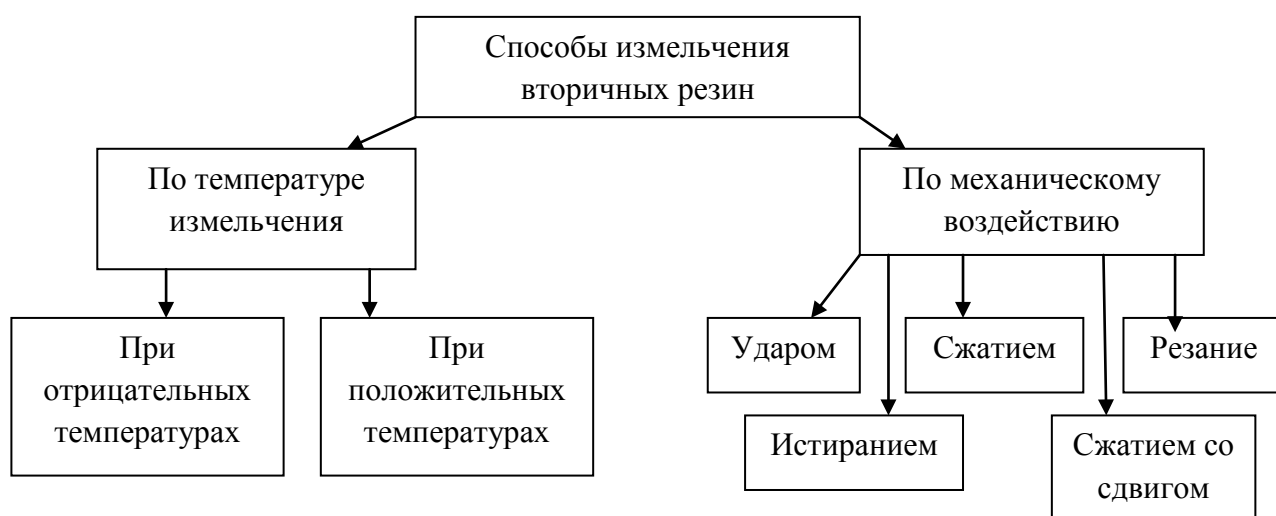 Способы измельчения
вторичных резин
По температуре
измельчения
По механическому
воздействию
При
отрицательных
температурах
При
положительных
температурах
Ударом
Сжатием
Резание
Истиранием
Сжатием со
сдвигом